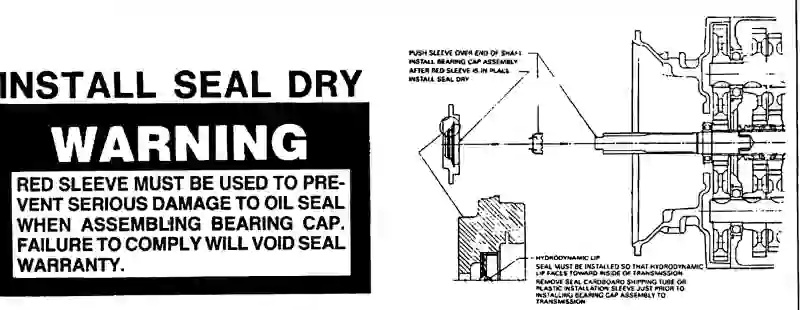 INSTALL SEAL DRY
WARNING
RED SLEEVE MUST BE USED TO PRE-
VENT SERIOUS DAMAGE TO OIL SEAL
WHEN ASSEMBLING BEARING CAP.
FAILURE TO COMPLY WILL VOID SEAL
WARRANTY.
PUSH SLEEVE OVER END OF SHAFT
INSTALL BEARING CAP ASSEMBLY
AFTER RED SLEEVE IS IN PLACE
INSTALL SEAL DRY
HYDRODYNAMIC LIP
SEAL MUST BE INSTALLED SO THAT HYDRODYNAMIC
LIP FACES TOWARD INSIDE OF TRANSMISSION
REMOVE SEAL CARDBOARD SHIPPING TUBE OR
PLASTIC INSTALLATION SLEEVE JUST PRIOR TO
INSTALLING BEARING CAP ASSEMBLY TO
TRANSMISSION